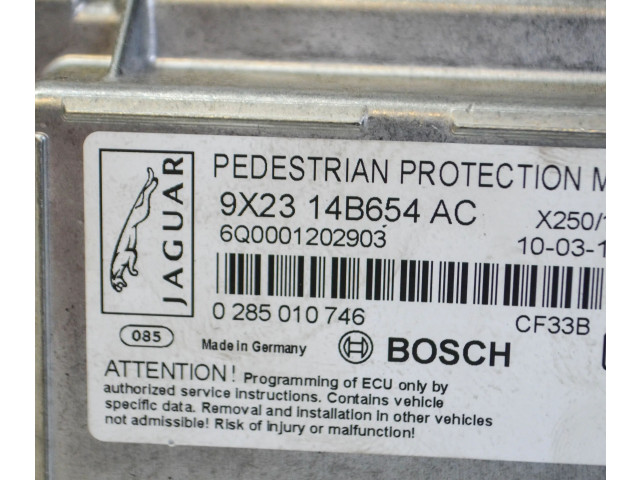 JAGUAR
PEDESTRIAN PROTECTION M
9X23 14B654 AC
X250/1
6Q0001202903
10-03-1
0 285 010 746
CF33B
085
Made in Germany
BOSCH
ATTENTION! Programming of ECU only by
authorized service instructions. Contains vehicle
specific data. Removal and installation in other vehicles
not admissible! Risk of injury or malfunction!